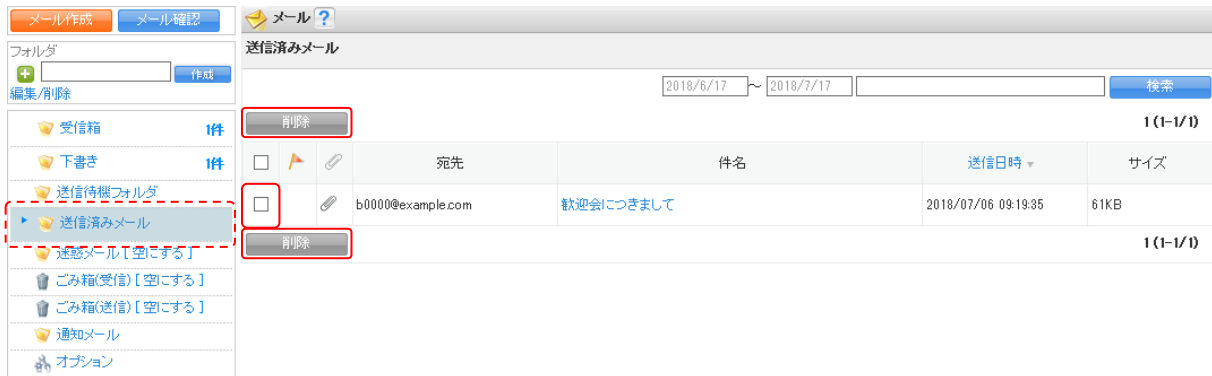 メール作成 メール確認
フォルダ
作成
編集/削除
受信箱 1件
下書き 1件
送信待機フォルダ
送信済みメール
迷惑メール [ 空にする ]
ごみ箱(受信) [ 空にする ]
ごみ箱(送信) [ 空にする ]
通知メール
オプション
メール ?
送信済みメール
2018/6/17 ～ 2018/7/17 検索
削除 1 (1-1/1)
宛先 件名 送信日時 サイズ
b0000@example.com 歓迎会につきまして 2018/07/06 09:19:35 61KB
削除 1 (1-1/1)